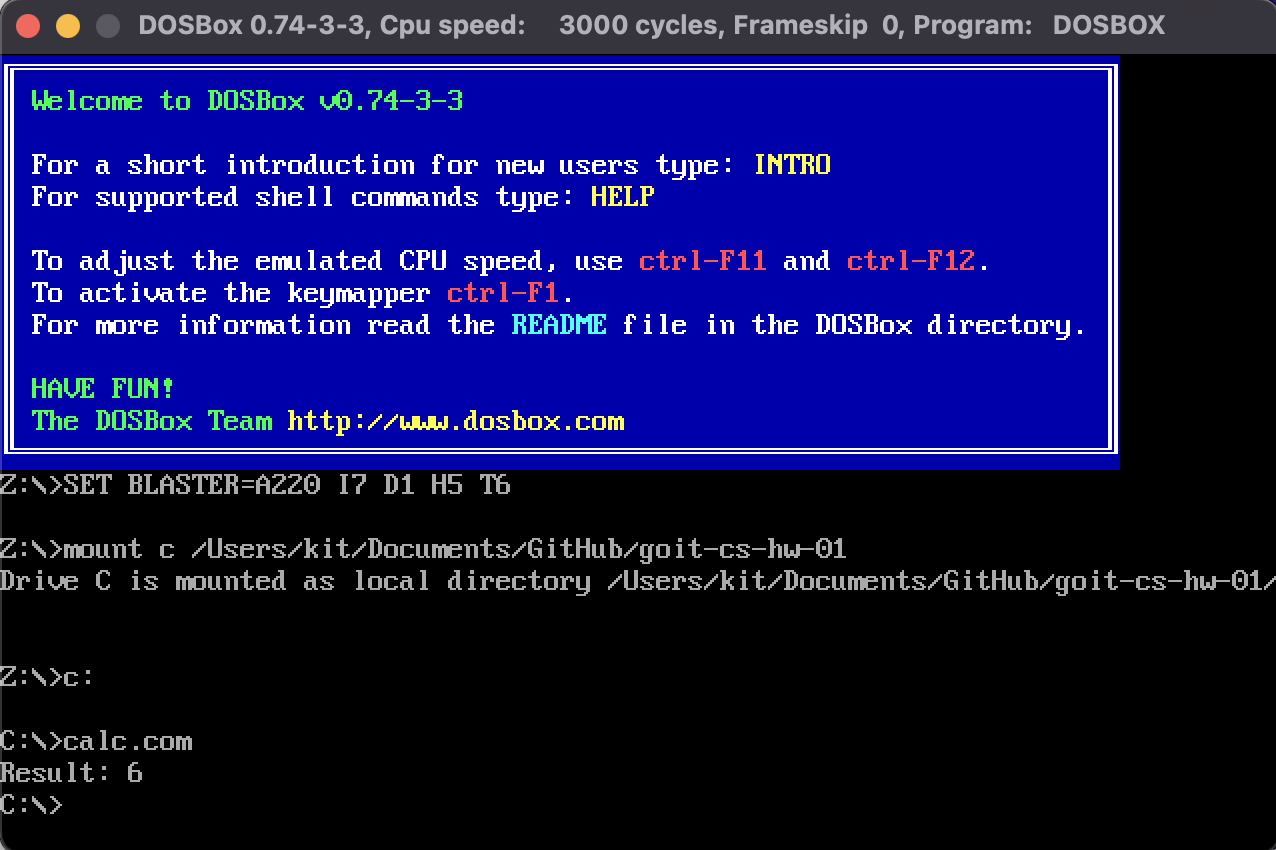 DOSBox 0.74-3-3, Cpu speed: 3000 cycles, Frameskip 0, Program: DOSBOX
Welcome to DOSBox v0.74-3-3
For a short introduction for new users type: INTRO
For supported shell commands type: HELP
To adjust the emulated CPU speed, use ctrl-F11 and ctrl-F12.
To activate the keymapper ctrl-F1.
For more information read the README file in the DOSBox directory.
HAVE FUN!
The DOSBox Team http://www.dosbox.com
Z:\>SET BLASTER=A220 I7 D1 H5 T6
Z:\>mount c /Users/kit/Documents/GitHub/goit-cs-hw-01
Drive C is mounted as local directory /Users/kit/Documents/GitHub/goit-cs-hw-01/
Z:\>c:
C:\>calc.com
Result: 6
C:\>